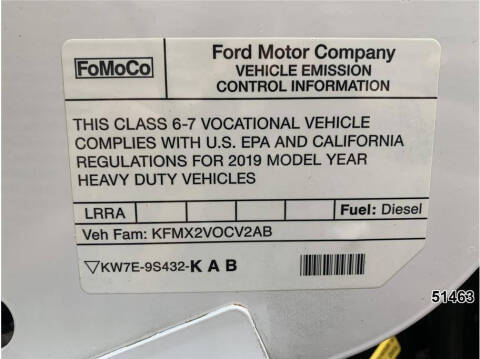 FoMoCo
Ford Motor Company
VEHICLE EMISSION
CONTROL INFORMATION
THIS CLASS 6-7 VOCATIONAL VEHICLE
COMPLIES WITH U.S. EPA AND CALIFORNIA
REGULATIONS FOR 2019 MODEL YEAR
HEAVY DUTY VEHICLES
LRRA Fuel: Diesel
Veh Fam: KFMX2VOCV2AB
▽KW7E-9S432-K A B
51463